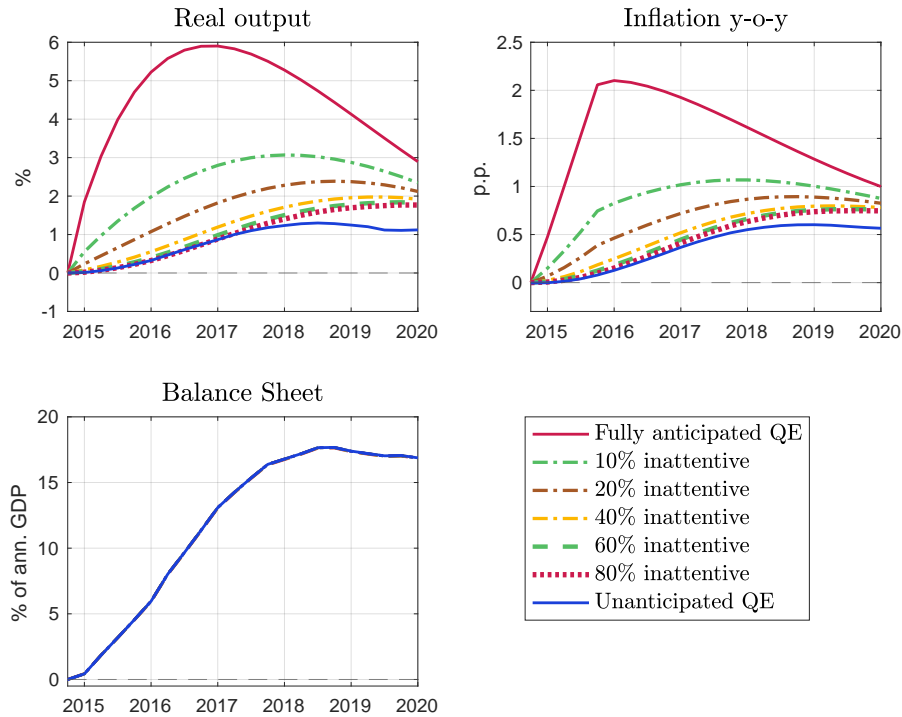 Real output
%
6
5
4
3
2
1
0
-1
2015 2016 2017 2018 2019 2020
Inflation y-o-y
p.p.
2.5
2
1.5
1
0.5
0
2015 2016 2017 2018 2019 2020
Balance Sheet
% of ann. GDP
20
15
10
5
0
2015 2016 2017 2018 2019 2020
Fully anticipated QE
10% inattentive
20% inattentive
40% inattentive
60% inattentive
80% inattentive
Unanticipated QE